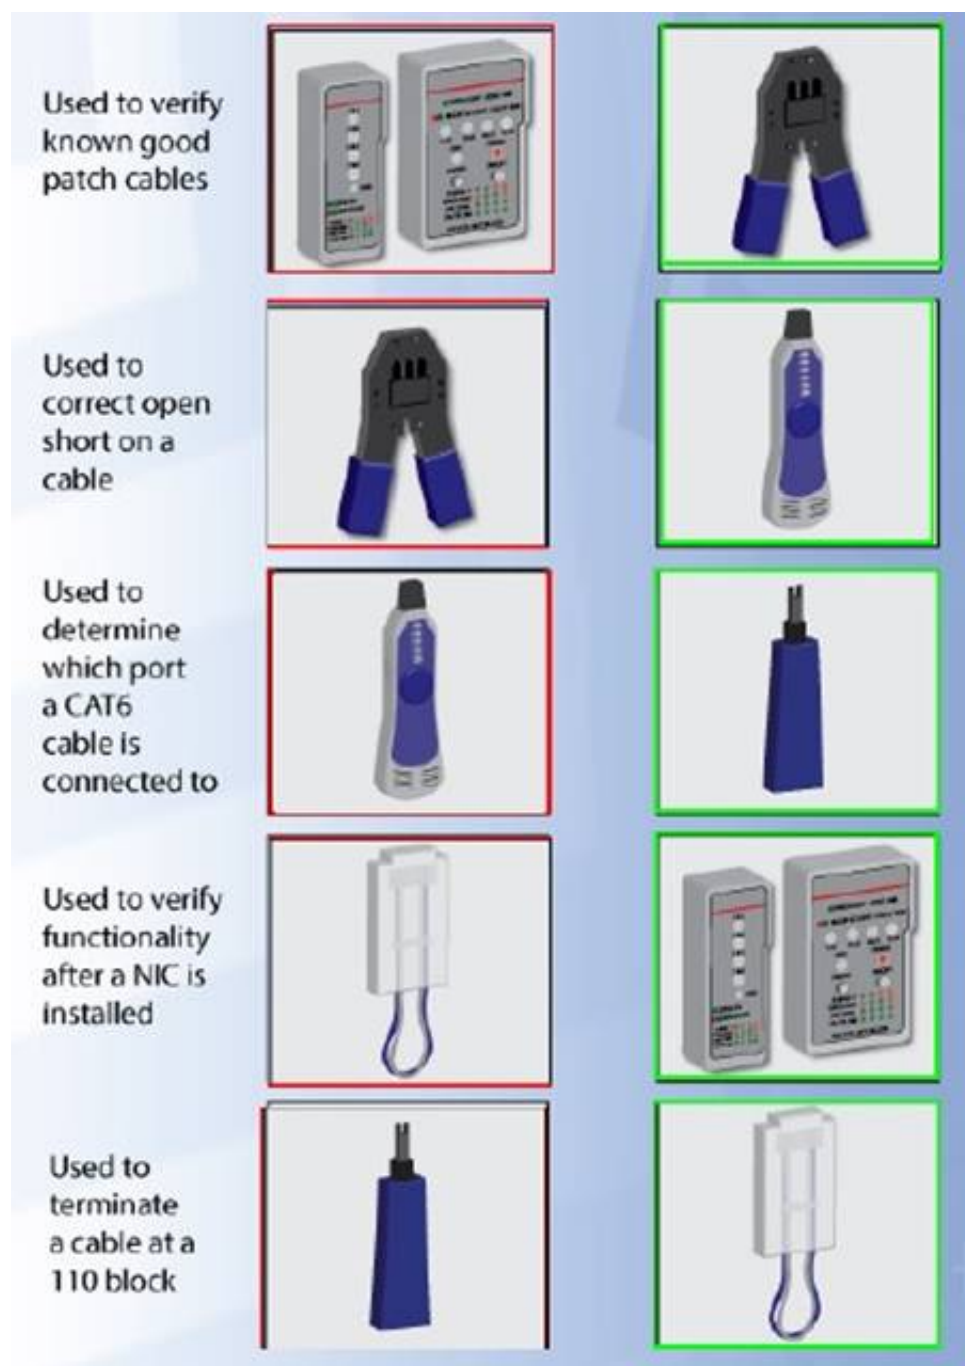 Used to verify
known good
patch cables
Used to
correct open
short on a
cable
Used to
determine
which port
a CAT6
cable is
connected to
Used to verify
functionality
after a NIC is
installed
Used to
terminate
a cable at a
110 block